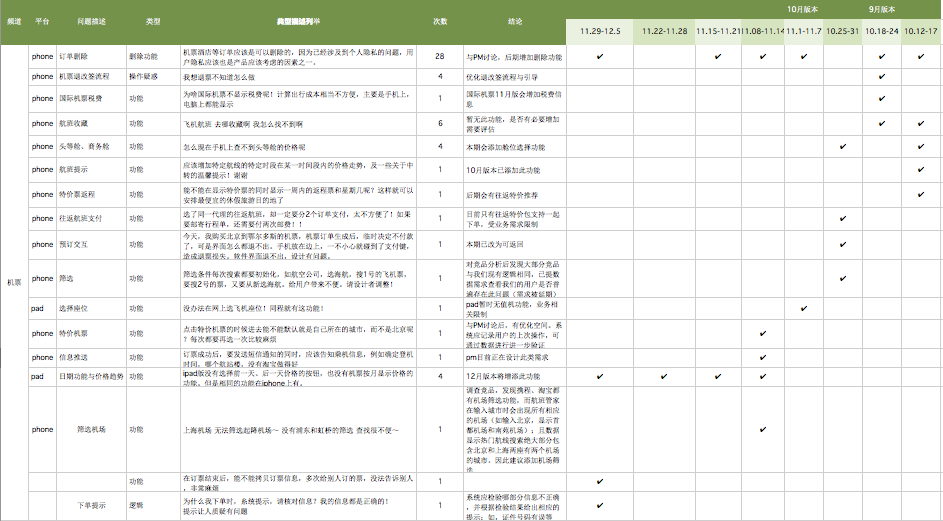 10月版本 9月版本
频道 平台 问题描述 类型 次数 结论 11.29-12.5 11.22-11.28 11.15-11.21 11.08-11.14 11.1-11.7 10.25-31 10.18-24 10.12-17
机票
phone 订单删除 删除功能 机票酒店等订单应该是可以删除的，因为已经涉及到个人隐私的问题，用
户隐私应该也是产品应该考虑的因素之一。 28 与PM讨论，后期增加删除功能 ✔ ✔ ✔ ✔ ✔ ✔
phone 机票退改签流程 操作疑惑 我想退票不知道怎么做 4 优化退改签流程与引导 ✔
phone 国际机票税费 功能 为啥国际机票不显示税费呢！计算出行成本相当不方便，主要是手机上，
电脑上都能显示 1 国际机票11月版会增加税费信
息 ✔
phone 航班收藏 功能 飞机航班 去哪收藏啊 我怎么找不到啊 6 暂无此功能，是否有必要增加
需要评估 ✔ ✔
phone 头等舱、商务舱 功能 怎么现在手机上查不到头等舱的价格呢 4 本期会添加舱位选择功能 ✔ ✔
phone 航班提示 功能 应该增加特定航线的特定时段在某一时间段内的价格走势，及一些关于中
转的温馨提示！谢谢 1 10月版本已添加此功能 ✔
phone 特价票返程 功能 能不能在显示特价票的同时显示一周内的返程票和星期几呢？这样就可以
安排最便宜的休假旅游目的地了 1 后期会有往返特价推荐 ✔
phone 往返航班支付 功能 选了同一代理的往返航班，却一定要分2个订单支付，太不方便了！如果
要邮寄行程单，还需要付两次邮费！！ 1 目前只有往返特价包支持一起
下单，受业务需求限制 ✔
phone 预订交互 功能 今天，我购买北京到鄂尔多斯的机票，机票订单生成后，临时决定不付款
了，可是界面怎么都退不出，手机放在边上，一不小心就碰到了支付键，
造成退票损失。软件界面退不出，设计有问题。 1 本期已改为可返回 ✔
phone 筛选 功能 筛选条件每次搜索都要初始化，如航空公司，选海航，搜1号的飞机票，
要搜2号的票，又要从新选海航，给用户带来不便，请设计者调整！ 1 对竞品分析后发现大部分竞品
与我们现有逻辑相同，已提数
据需求查看我们的用户是否普
遍存在此问题（需求被延期） ✔
pad 选择座位 功能 没办法在网上选飞机座位！同程就有这功能！ 1 pad暂时无值机功能，业务相
关限制 ✔
phone 特价机票 功能 点击特价机票的时候进去能不能默认就是自己所在的城市，而不是北京呢
？每次都要再选一次比较麻烦 1 与PM讨论后，有优化空间，系
统应记录用户的上次操作，可
通过数据进行进一步验证 ✔
phone 信息推送 功能 订票成功后，要发送短信通知的同时，应该告知乘机信息，例如确定登机
时间，哪个航站楼，没有淘宝做得好 1 pm目前正在设计此类需求 ✔
pad 日期功能与价格趋势 功能 ipad版没有选择前一天、后一天价格的按钮，也没有机票按月显示价格的
功能。但是相同的功能在iphone上有。 4 12月版本将增添此功能 ✔ ✔ ✔ ✔
phone 筛选机场 功能 上海机场 无法筛选起降机场～ 没有浦东和虹桥的筛选 查找很不便～ 1 调查竞品，发现携程、淘宝都
有机场筛选功能，而航班管家
在输入城市时会出现所有相应
的机场（如输入北京，显示首
都机场和南苑机场）；且数据
显示热门航线搜索绝大部分包
含北京和上海两座有两个机场
的城市，因此建议添加机场筛
选 ✔
功能 在订票结束后，能不能拷贝订票信息，多次给别人订的票，没法告诉别人
，非常麻烦 1 ✔
下单提示 逻辑 为什么我下单时，系统提示，请核对信息？我的信息都是正确的！
提示让人质疑有问题 1 系统应检验哪部分信息不正确
，并根据检验结果给出相应的
提示：如，证件号码有误等 ✔